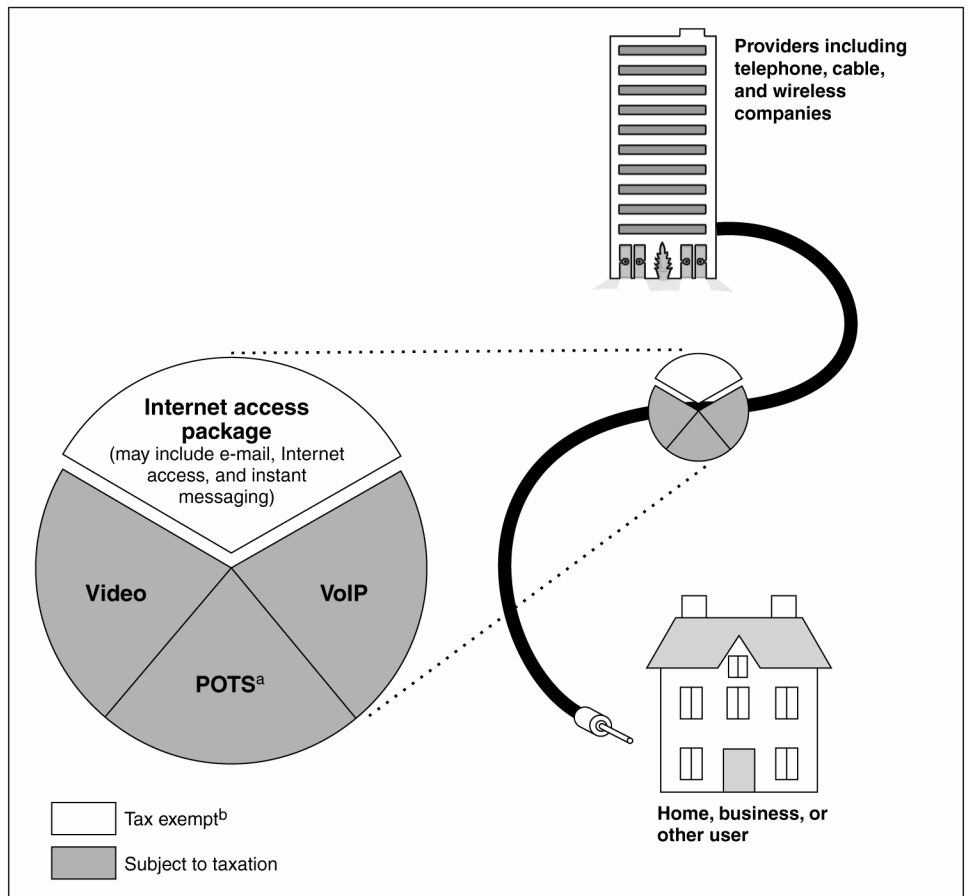 Providers including
telephone, cable,
and wireless
companies
Internet access
package
(may include e-mail, Internet
access, and instant
messaging)
Video
VoIP
POTSa
Tax exemptb
Subject to taxation
Home, business, or
other user